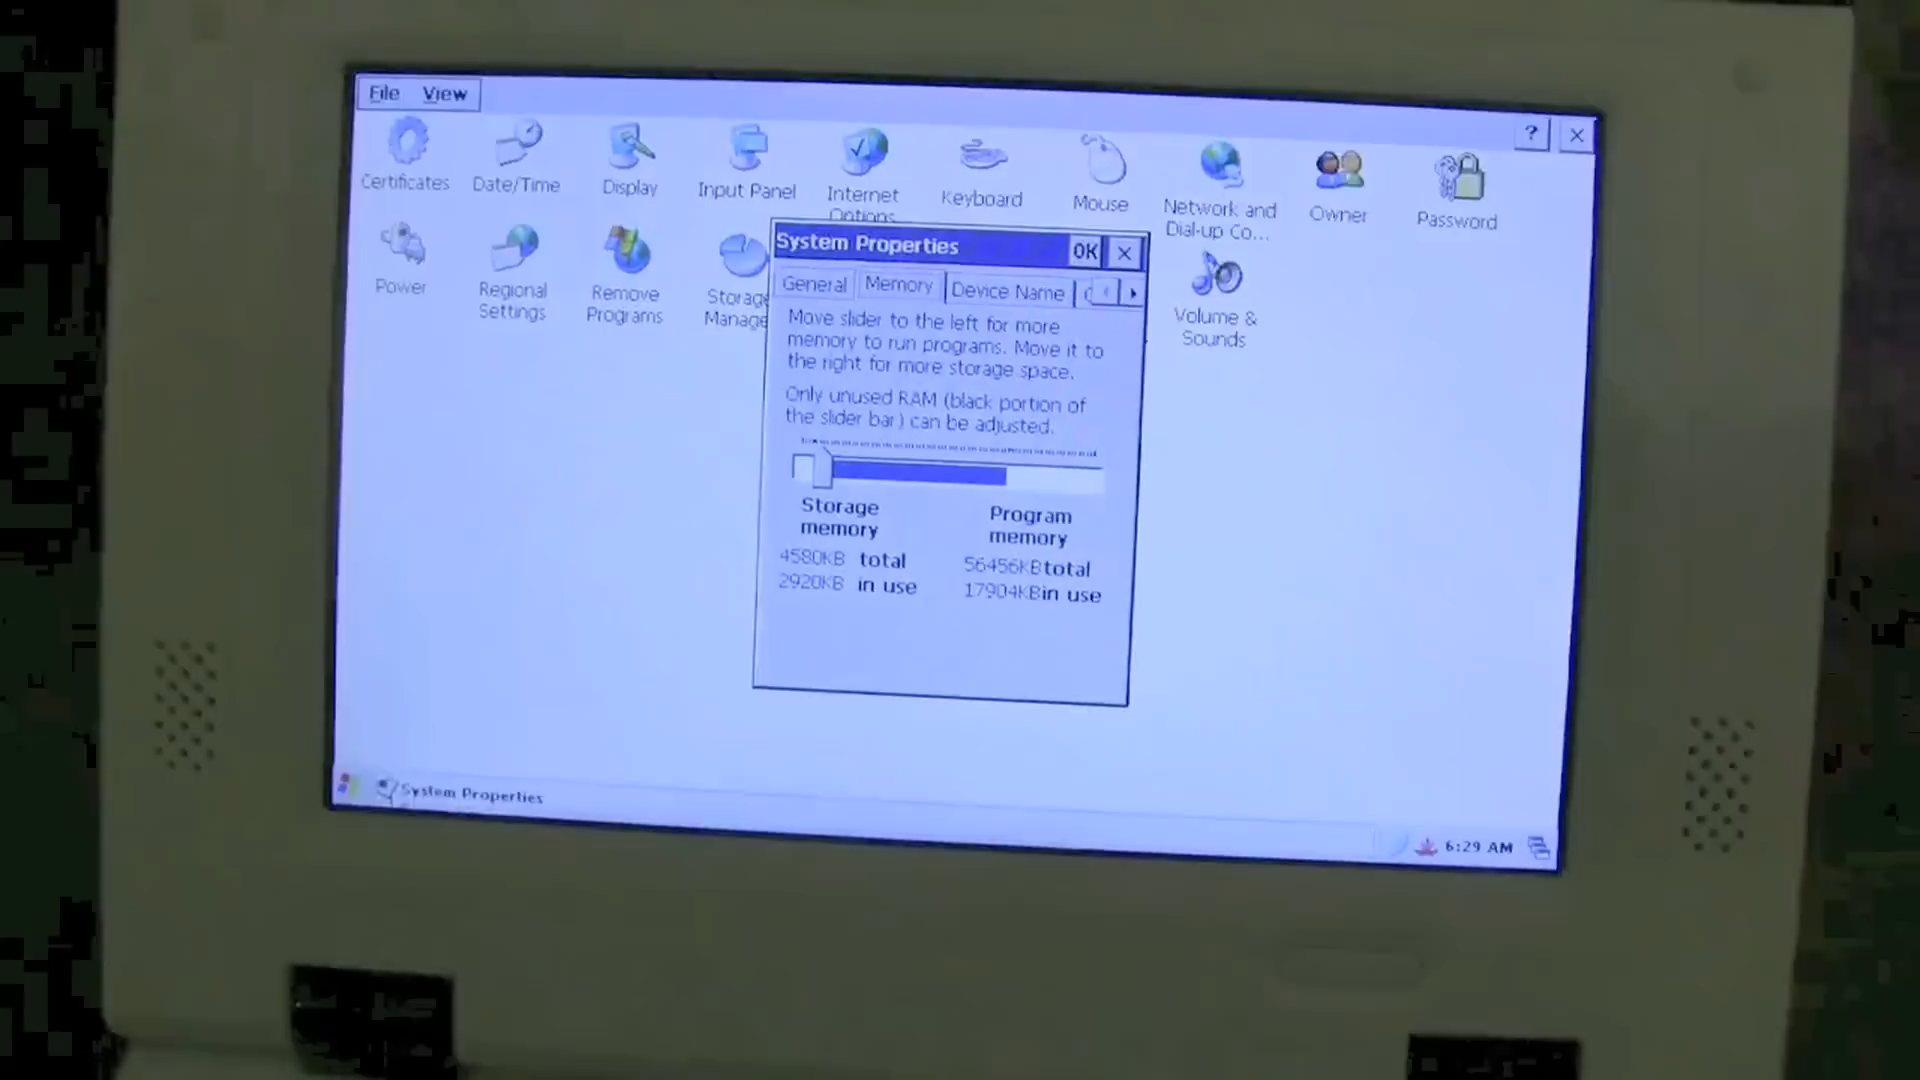 File View
Certificates
Date/Time
Display
Input Panel
Internet
Options
Keyboard
Mouse
Network and
Dial-up Co...
Owner
Password
Power
Regional
Settings
Remove
Programs
Storage
Manage
Volume &
Sounds
System Properties OK
General Memory Device Name
Move slider to the left for more
memory to run programs. Move it to
the right for more storage space.
Only unused RAM (black portion of
the slider bar) can be adjusted.
Storage
memory
4580KB total
2920KB in use
Program
memory
56456KB total
17904KB in use
System Properties
6:29 AM